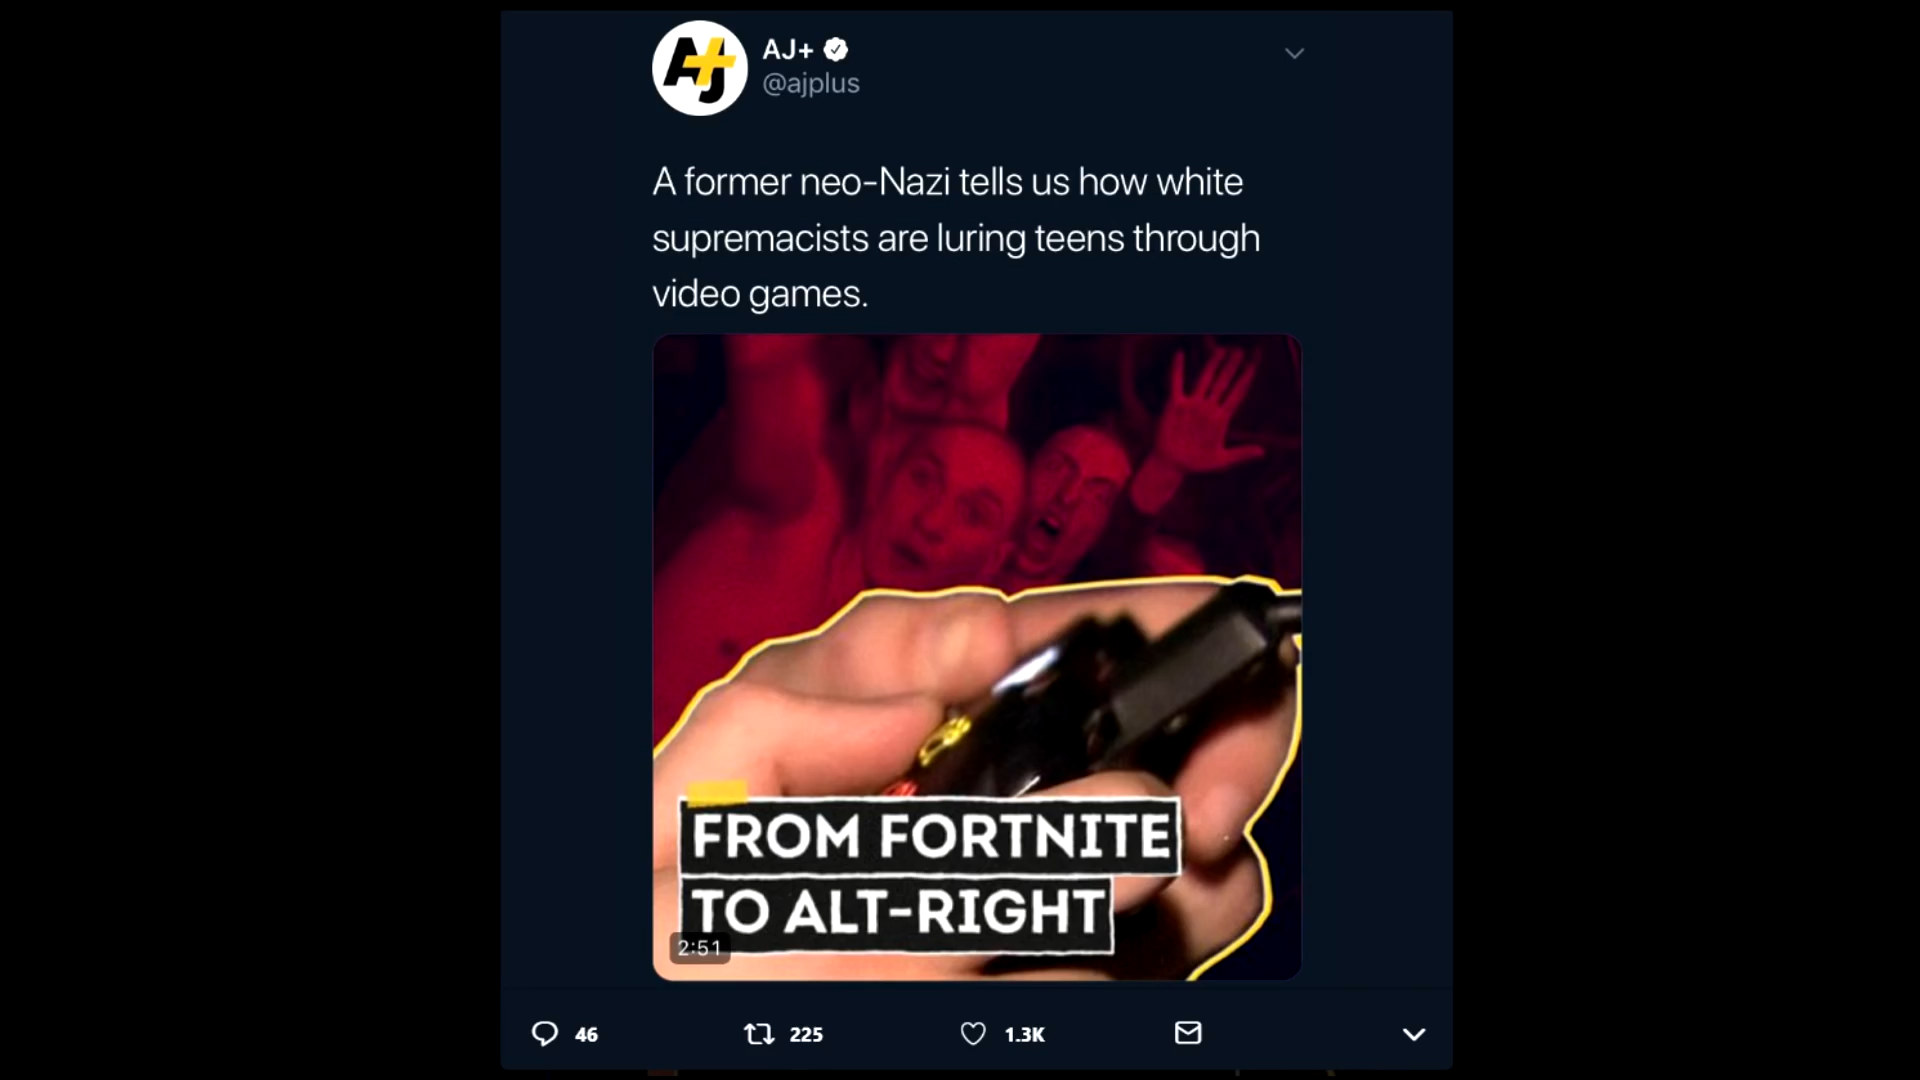 AJ+
@ajplus
A former neo-Nazi tells us how white
supremacists are luring teens through
video games.
FROM FORTNITE
TO ALT-RIGHT
2:51
46
225
1.3K